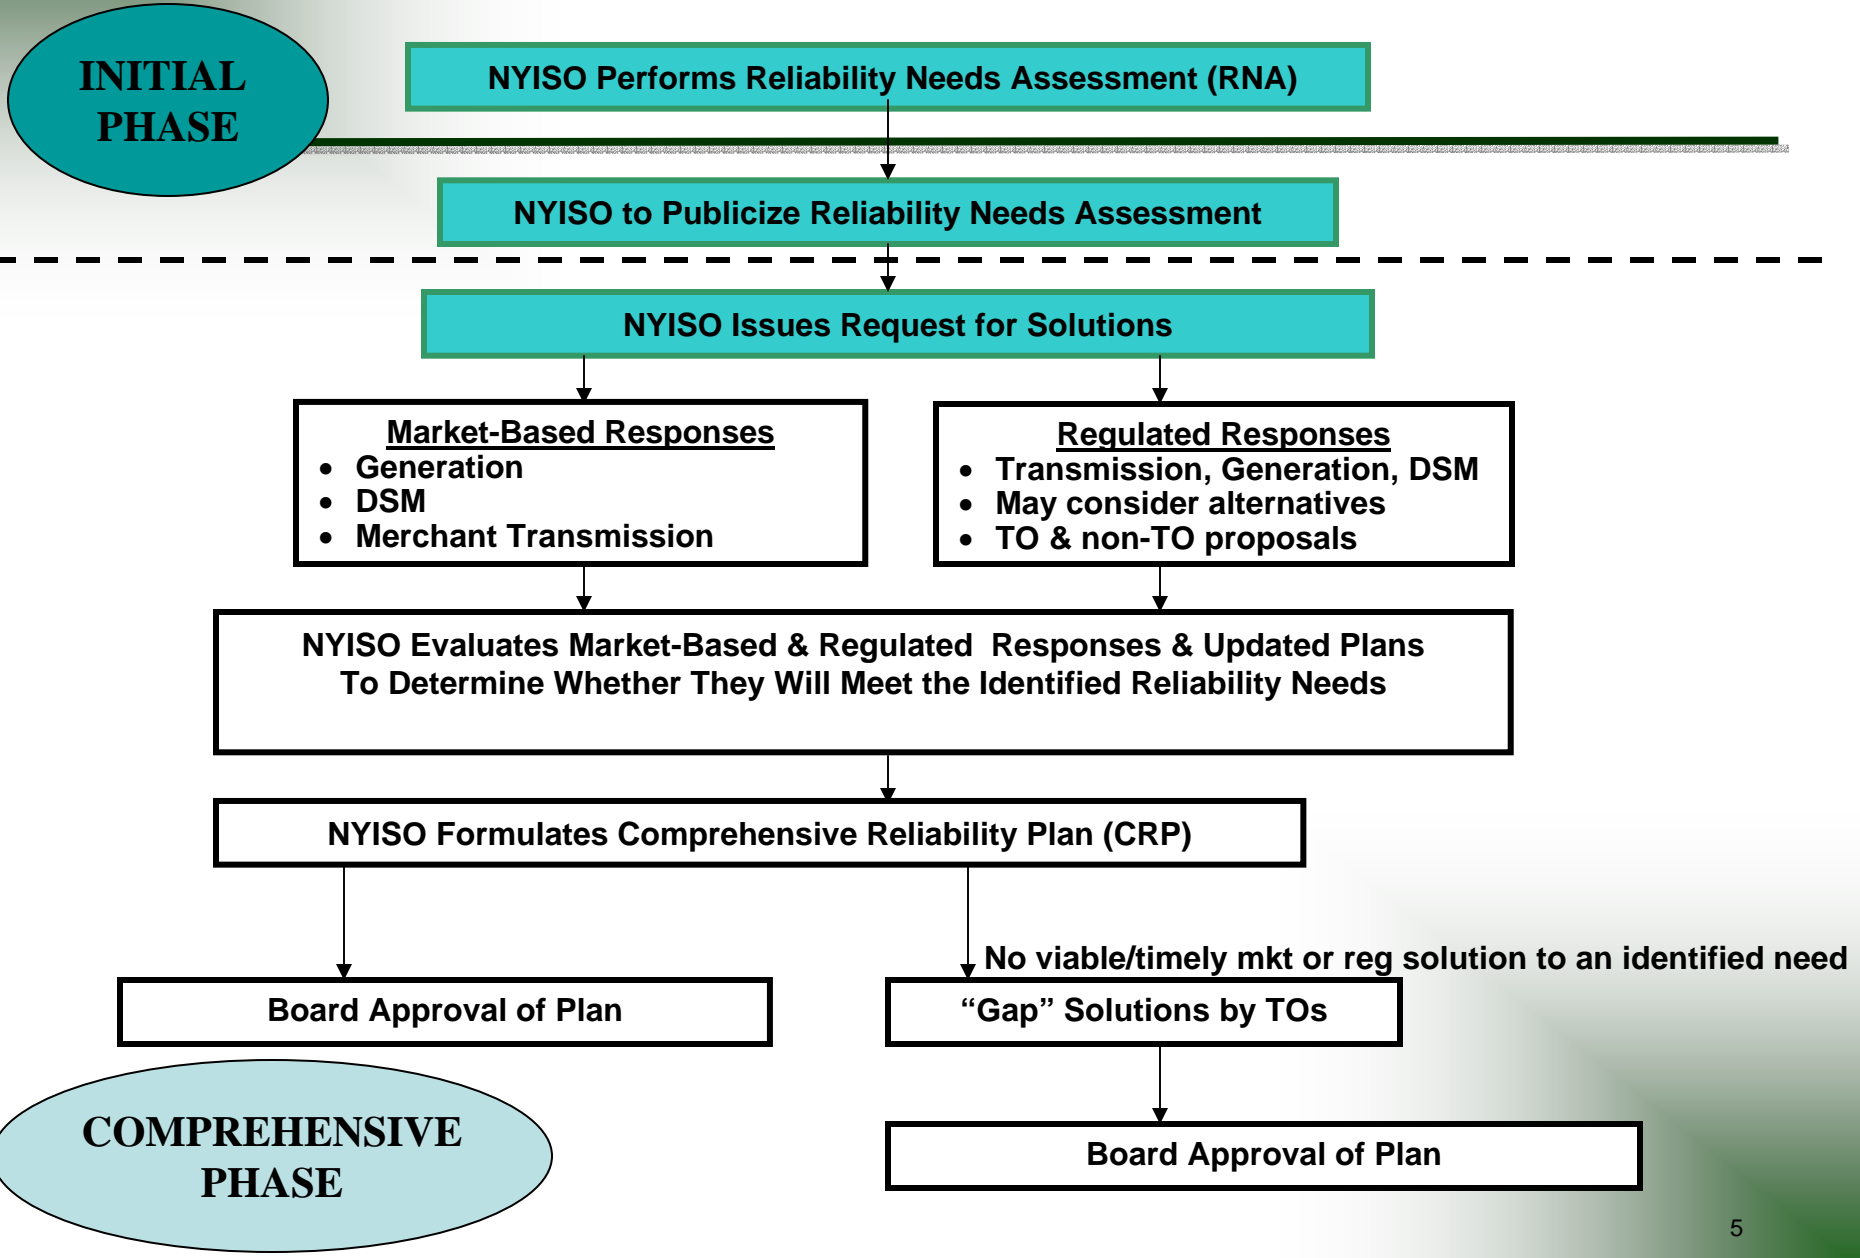 INITIAL
PHASE
NYISO Performs Reliability Needs Assessment (RNA)
NYISO to Publicize Reliability Needs Assessment
NYISO Issues Request for Solutions
Market-Based Responses
• Generation
• DSM
• Merchant Transmission
Regulated Responses
• Transmission, Generation, DSM
• May consider alternatives
• TO & non-TO proposals
NYISO Evaluates Market-Based & Regulated Responses & Updated Plans
To Determine Whether They Will Meet the Identified Reliability Needs
NYISO Formulates Comprehensive Reliability Plan (CRP)
No viable/timely mkt or reg solution to an identified need
Board Approval of Plan
“Gap” Solutions by TOs
COMPREHENSIVE
PHASE
Board Approval of Plan
5